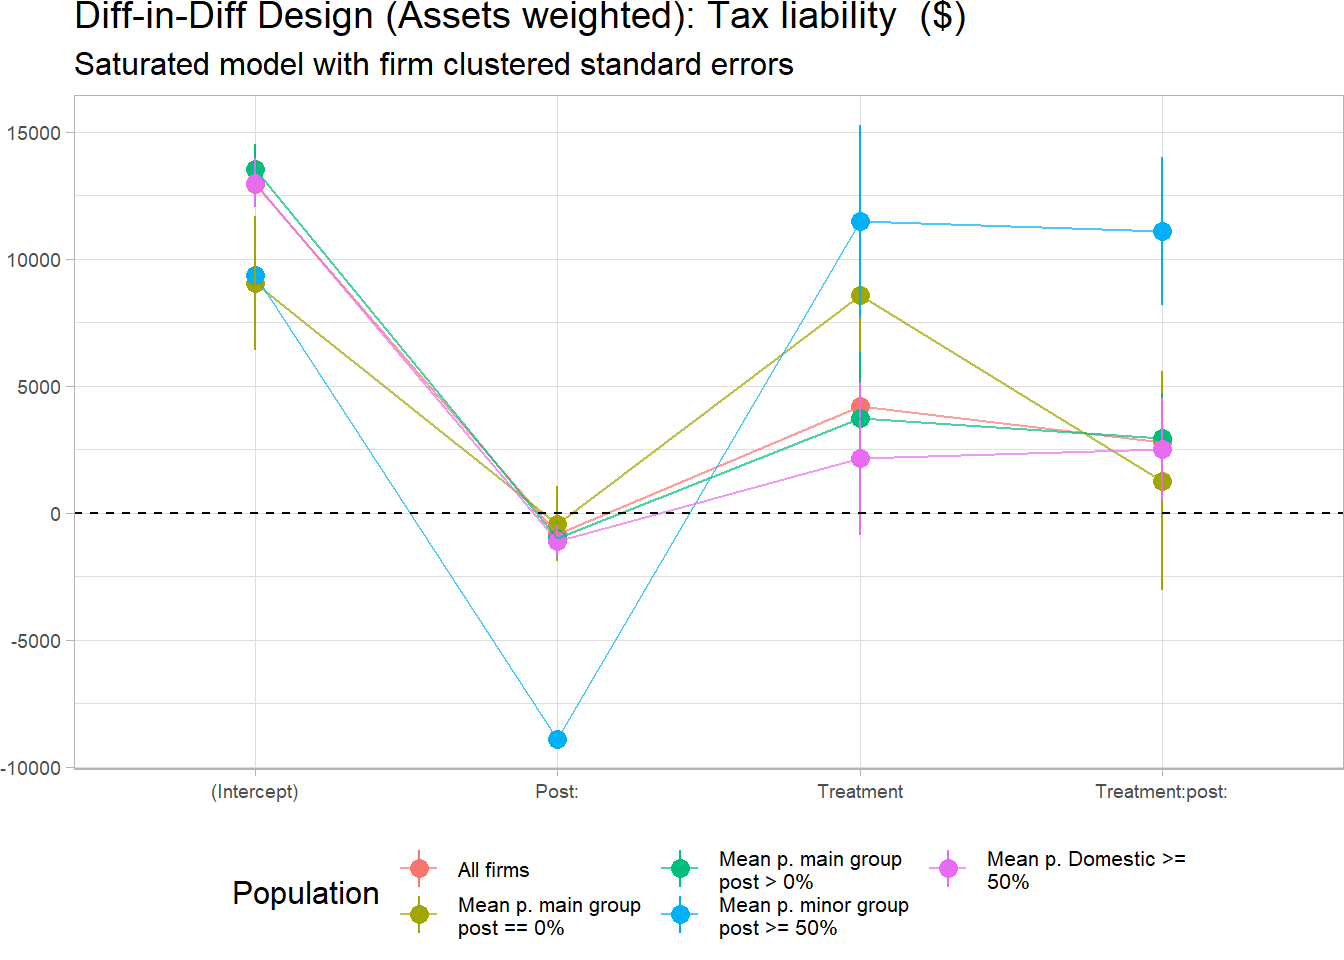 Diff-in-Diff Design (Assets weighted): Tax liability  ($)
Saturated model with firm clustered standard errors
15000
10000
5000
0
-5000
-10000
(Intercept)
Post:
Treatment
Treatment:post:
Population
All firms
Mean p. main group
post == 0%
Mean p. main group
post > 0%
Mean p. minor group
post >= 50%
Mean p. Domestic >=
50%